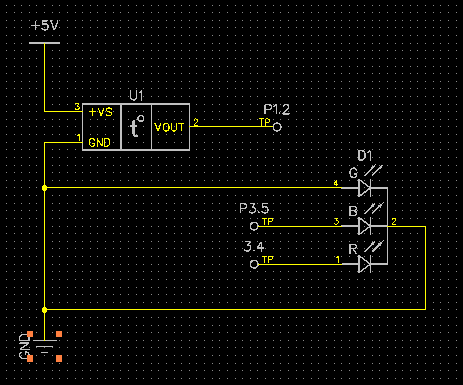 +5V
U1
3
+VS
1
GND
t°
VOUT
2
TP
P1.2
D1
4
G
P3.5
TP
3
B
2
3.4
TP
1
R
GND